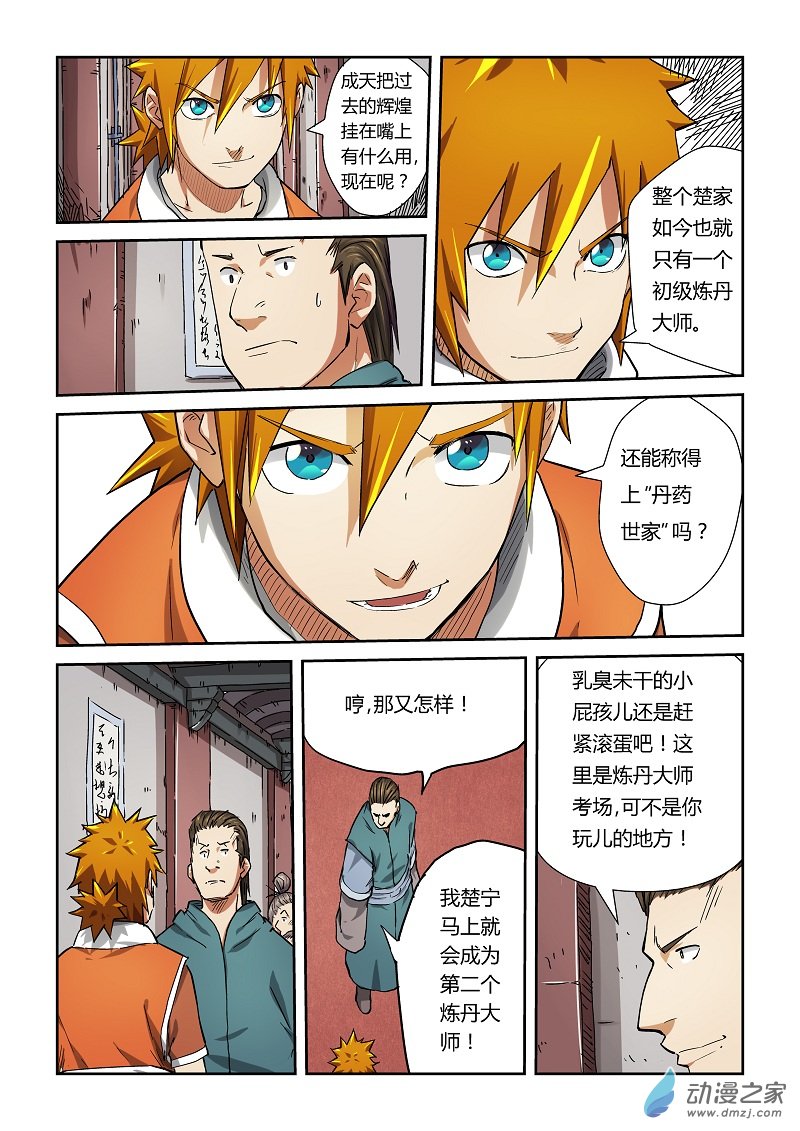 成天把过
去的辉煌
挂在嘴上
有什么用，
现在呢？
整个楚家
如今也就
只有一个
初级炼丹
大师。
还能称得
上“丹药
世家”吗？
哼，那又怎样！
我楚宁
马上就
会成为
第二个
炼丹大
师！
乳臭未干的小
屁孩儿还是赶
紧滚蛋吧！这
里是炼丹大师
考场，可不是你
玩儿的地方！
动漫之家
www.dmzj.com